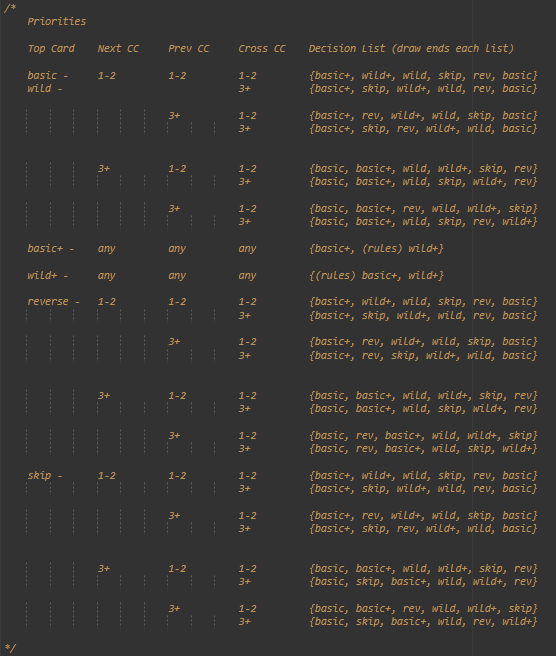 /*
Priorities
Top Card Next CC Prev CC Cross CC Decision List (draw ends each list)
basic - 1-2 1-2 1-2 {basic+, wild+, wild, skip, rev, basic}
wild - 3+ {basic+, skip, wild+, wild, rev, basic}
3+ 1-2 {basic+, rev, wild+, wild, skip, basic}
3+ {basic+, skip, rev, wild+, wild, basic}
3+ 1-2 1-2 {basic, basic+, wild, wild+, skip, rev}
3+ {basic, basic+, wild, skip, wild+, rev}
3+ 1-2 {basic, basic+, rev, wild, wild+, skip}
3+ {basic, basic+, wild, skip, rev, wild+}
basic+ - any any any {basic+, (rules) wild+}
wild+ - any any any {(rules) basic+, wild+}
reverse - 1-2 1-2 1-2 {basic+, wild+, wild, skip, rev, basic}
3+ {basic+, skip, wild+, wild, rev, basic}
3+ 1-2 {basic+, rev, wild+, wild, skip, basic}
3+ {basic+, rev, skip, wild+, wild, basic}
3+ 1-2 1-2 {basic, basic+, wild, wild+, skip, rev}
3+ {basic, basic+, wild, skip, wild+, rev}
3+ 1-2 {basic, rev, basic+, wild, wild+, skip}
3+ {basic, rev, basic+, wild, skip, wild+}
skip - 1-2 1-2 1-2 {basic+, wild+, wild, skip, rev, basic}
3+ {basic+, skip, wild+, wild, rev, basic}
3+ 1-2 {basic+, rev, wild+, wild, skip, basic}
3+ {basic+, skip, rev, wild+, wild, basic}
3+ 1-2 1-2 {basic, basic+, wild, wild+, skip, rev}
3+ {basic, skip, basic+, wild, wild+, rev}
3+ 1-2 {basic, basic+, rev, wild, wild+, skip}
3+ {basic, skip, basic+, wild, rev, wild+}
*/